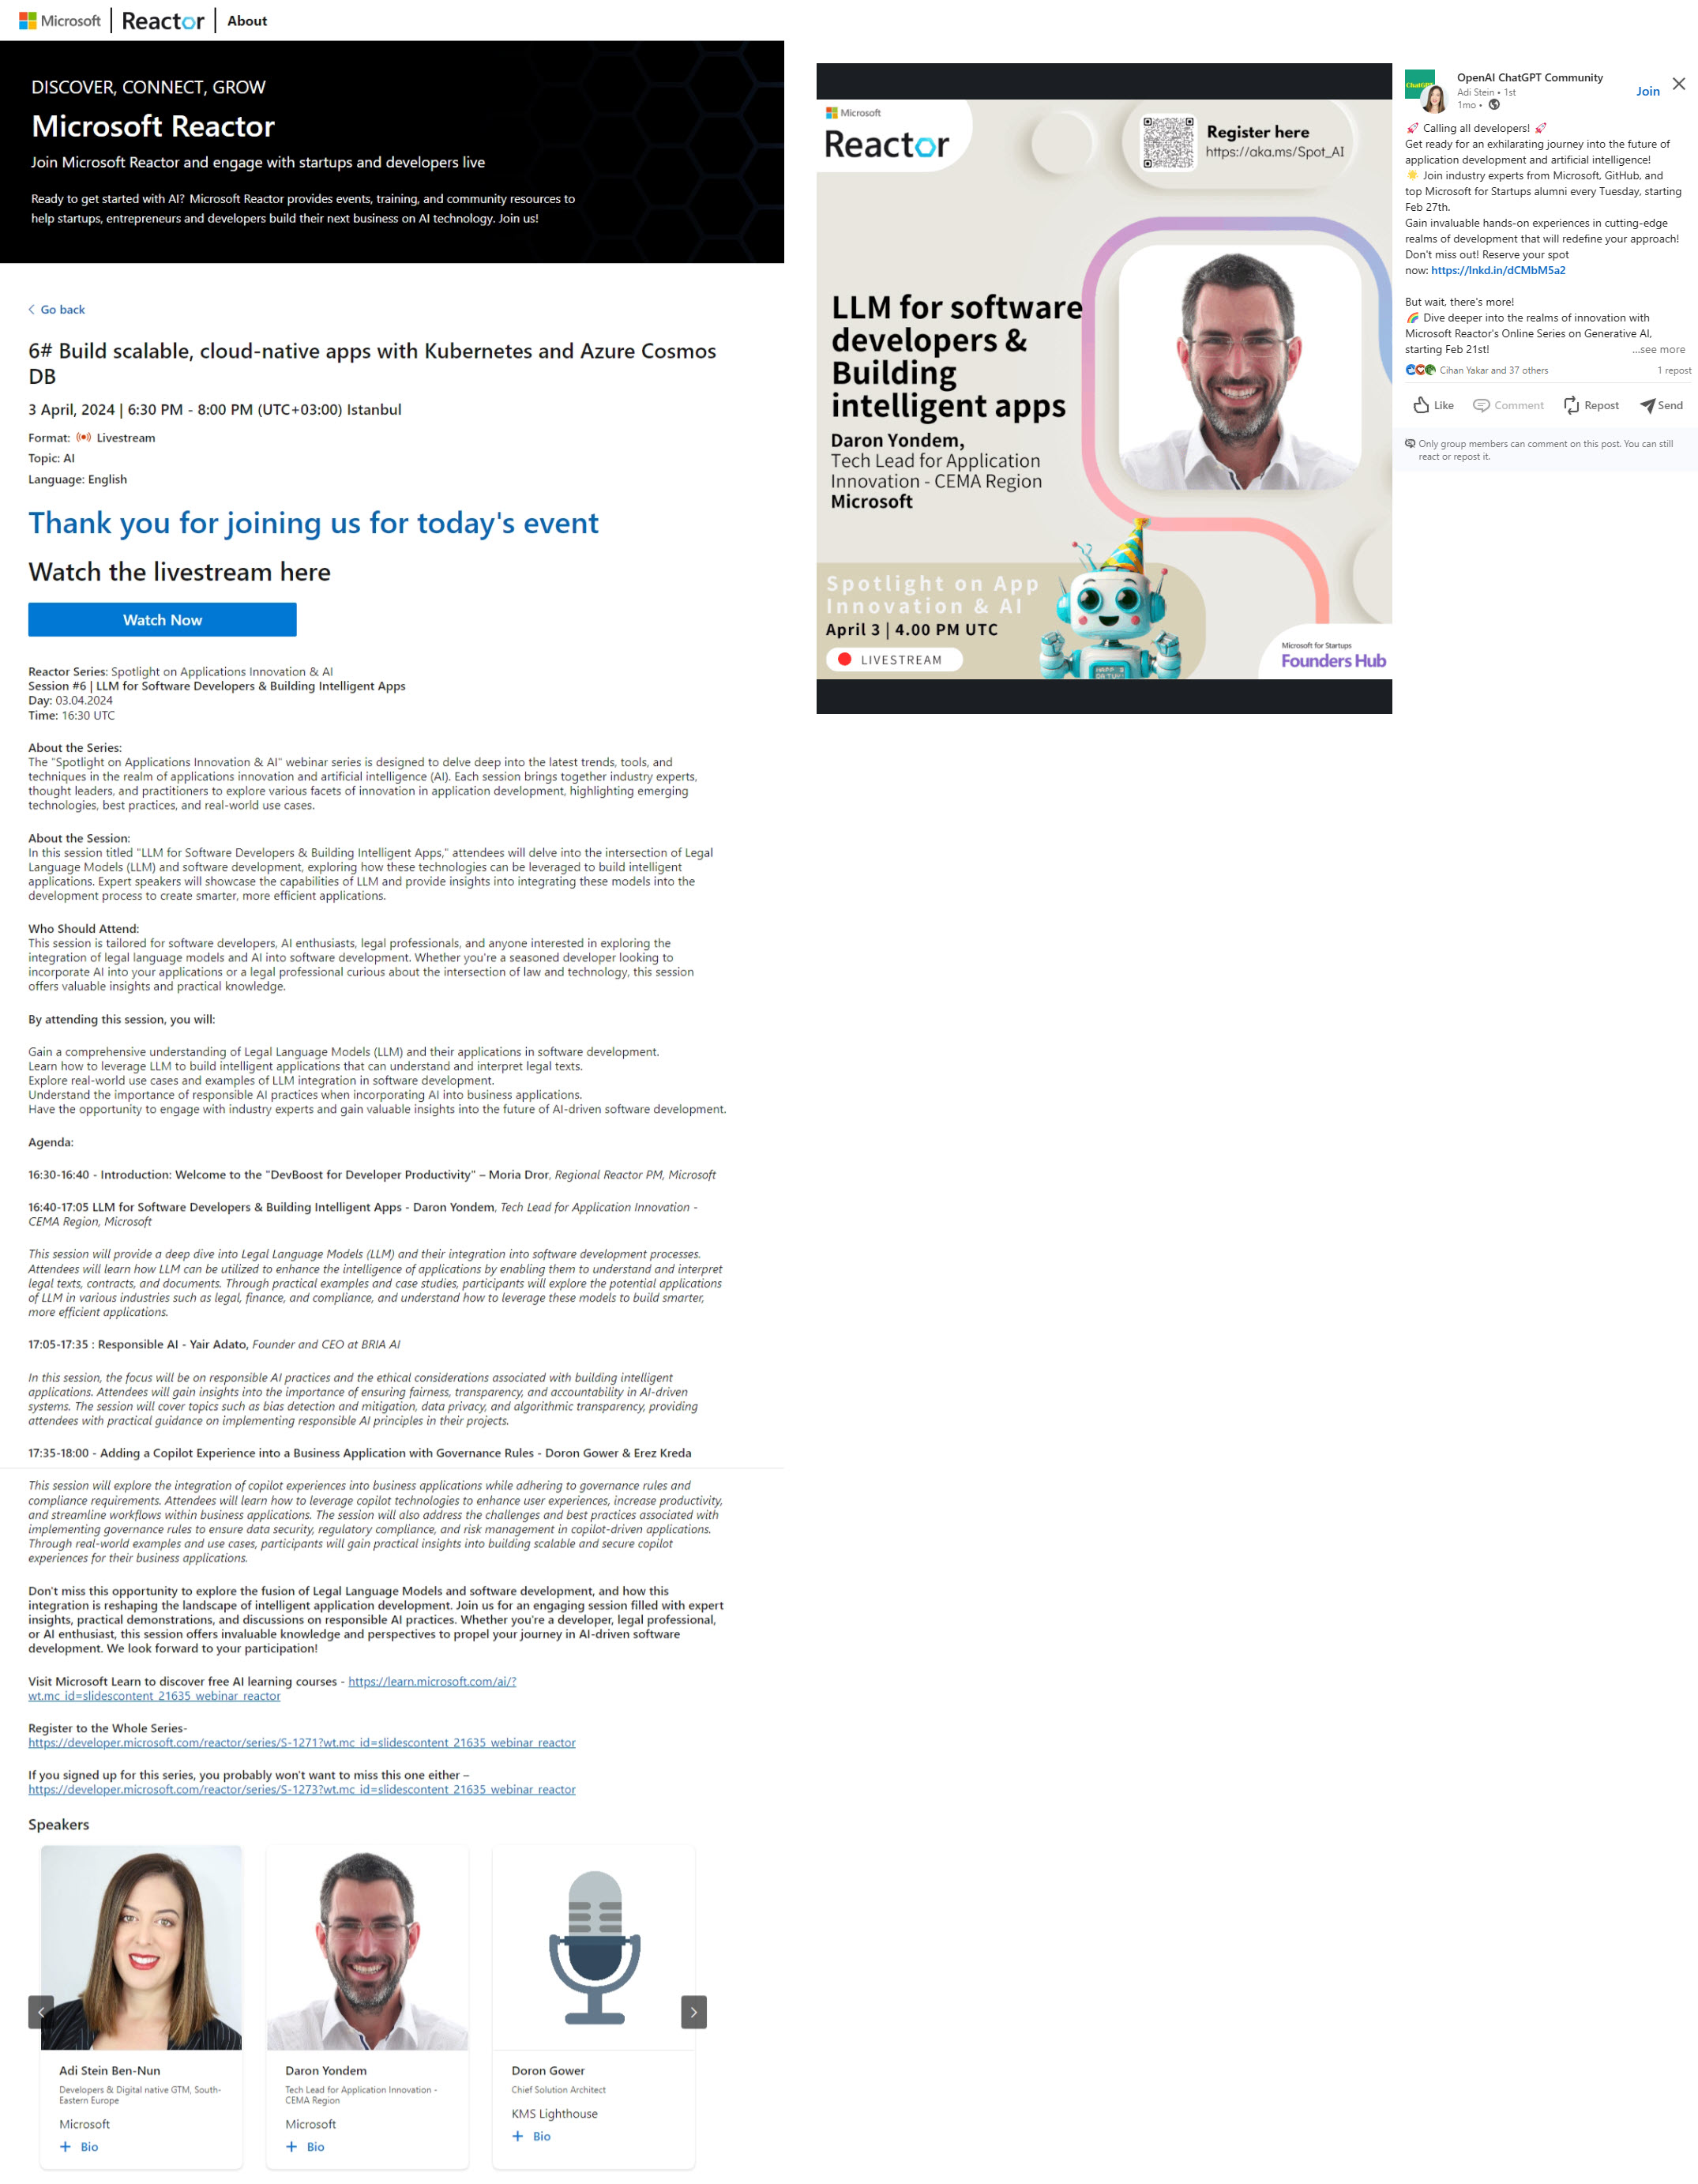 Microsoft | Reactor | About
DISCOVER, CONNECT, GROW
Microsoft Reactor
Join Microsoft Reactor and engage with startups and developers live
Ready to get started with AI? Microsoft Reactor provides events, training, and community resources to
help startups, entrepreneurs and developers build their next business on AI technology. Join us!
Go back
6# Build scalable, cloud-native apps with Kubernetes and Azure Cosmos
DB
3 April, 2024 | 6:30 PM - 8:00 PM (UTC+03:00) Istanbul
Format: Livestream
Topic: AI
Language: English
Thank you for joining us for today's event
Watch the livestream here
Watch Now
Reactor Series: Spotlight on Applications Innovation & AI
Session #6 | LLM for Software Developers & Building Intelligent Apps
Day: 03.04.2024
Time: 16:30 UTC
About the Series:
The "Spotlight on Applications Innovation & AI" webinar series is designed to delve deep into the latest trends, tools, and
techniques in the realm of applications innovation and artificial intelligence (AI). Each session brings together industry experts,
thought leaders, and practitioners to explore various facets of innovation in application development, highlighting emerging
technologies, best practices, and real-world use cases.
About the Session:
In this session titled "LLM for Software Developers & Building Intelligent Apps," attendees will delve into the intersection of Legal
Language Models (LLM) and software development, exploring how these technologies can be leveraged to build intelligent
applications. Expert speakers will showcase the capabilities of LLM and provide insights into integrating these models into the
development process to create smarter, more efficient applications.
Who Should Attend:
This session is tailored for software developers, AI enthusiasts, legal professionals, and anyone interested in exploring the
integration of legal language models and AI into software development. Whether you're a seasoned developer looking to
incorporate AI into your applications or a legal professional curious about the intersection of law and technology, this session
offers valuable insights and practical knowledge.
By attending this session, you will:
Gain a comprehensive understanding of Legal Language Models (LLM) and their applications in software development.
Learn how to leverage LLM to build intelligent applications that can understand and interpret legal texts.
Explore real-world use cases and examples of LLM integration in software development.
Understand the importance of responsible AI practices when incorporating AI into business applications.
Have the opportunity to engage with industry experts and gain valuable insights into the future of AI-driven software development.
Agenda:
16:30-16:40 - Introduction: Welcome to the "DevBoost for Developer Productivity" – Moria Dror, Regional Reactor PM, Microsoft
16:40-17:05 LLM for Software Developers & Building Intelligent Apps - Daron Yondem, Tech Lead for Application Innovation -
CEMA Region, Microsoft
This session will provide a deep dive into Legal Language Models (LLM) and their integration into software development processes.
Attendees will learn how LLM can be utilized to enhance the intelligence of applications by enabling them to understand and interpret
legal texts, contracts, and documents. Through practical examples and case studies, participants will explore the potential applications
of LLM in various industries such as legal, finance, and compliance, and understand how to leverage these models to build smarter,
more efficient applications.
17:05-17:35 : Responsible AI - Yair Adato, Founder and CEO at BRIA AI
In this session, the focus will be on responsible AI practices and the ethical considerations associated with building intelligent
applications. Attendees will gain insights into the importance of ensuring fairness, transparency, and accountability in AI-driven
systems. The session will cover topics such as bias detection and mitigation, data privacy, and algorithmic transparency, providing
attendees with practical guidance on implementing responsible AI principles in their projects.
17:35-18:00 - Adding a Copilot Experience into a Business Application with Governance Rules - Doron Gower & Erez Kreda
This session will explore the integration of copilot experiences into business applications while adhering to governance rules and
compliance requirements. Attendees will learn how to leverage copilot technologies to enhance user experiences, increase productivity,
and streamline workflows within business applications. The session will also address the challenges and best practices associated with
implementing governance rules to ensure data security, regulatory compliance, and risk management in copilot-driven applications.
Through real-world examples and use cases, participants will gain practical insights into building scalable and secure copilot
experiences for their business applications.
Don't miss this opportunity to explore the fusion of Legal Language Models and software development, and how this
integration is reshaping the landscape of intelligent application development. Join us for an engaging session filled with expert
insights, practical demonstrations, and discussions on responsible AI practices. Whether you're a developer, legal professional,
or AI enthusiast, this session offers invaluable knowledge and perspectives to propel your journey in AI-driven software
development. We look forward to your participation!
Visit Microsoft Learn to discover free AI learning courses - https://learn.microsoft.com/ai/?
wt.mc_id=slidescontent_21635_webinar_reactor
Register to the Whole Series-
https://developer.microsoft.com/reactor/series/S-1271?wt.mc_id=slidescontent_21635_webinar_reactor
If you signed up for this series, you probably won't want to miss this one either –
https://developer.microsoft.com/reactor/series/S-1273?wt.mc_id=slidescontent_21635_webinar_reactor
Speakers
Adi Stein Ben-Nun
Developers & Digital native GTM, South-
Eastern Europe
Microsoft
+ Bio
Daron Yondem
Tech Lead for Application Innovation -
CEMA Region
Microsoft
+ Bio
Doron Gower
Chief Solution Architect
KMS Lighthouse
+ Bio
Microsoft
Reactor
Register here
https://aka.ms/Spot_AI
LLM for software
developers &
Building
intelligent apps
Daron Yondem,
Tech Lead for Application
Innovation - CEMA Region
Microsoft
Spotlight on App
Innovation & AI
April 3 | 4.00 PM UTC
LIVESTREAM
Microsoft for Startups
Founders Hub
ChatGPT
OpenAI ChatGPT Community
Adi Stein • 1st
1mo •
Join
🚀 Calling all developers! 🚀
Get ready for an exhilarating journey into the future of
application development and artificial intelligence!
🌟 Join industry experts from Microsoft, GitHub, and
top Microsoft for Startups alumni every Tuesday, starting
Feb 27th.
Gain invaluable hands-on experiences in cutting-edge
realms of development that will redefine your approach!
Don't miss out! Reserve your spot
now: https://lnkd.in/dCMbM5a2
But wait, there's more!
🌈 Dive deeper into the realms of innovation with
Microsoft Reactor's Online Series on Generative AI,
starting Feb 21st! ...see more
Cihan Yakar and 37 others 1 repost
Like Comment Repost Send
Only group members can comment on this post. You can still
react or repost it.